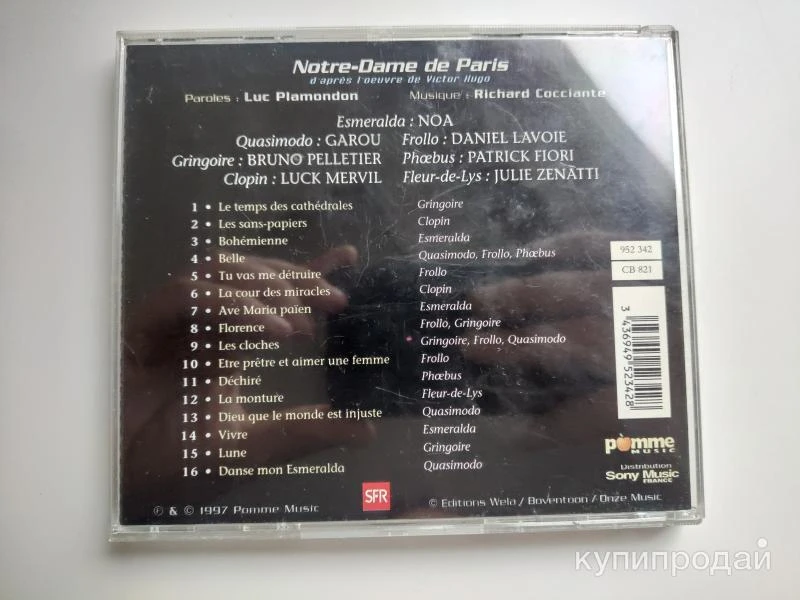 Notre-Dame de Paris
d'après l'oeuvre de Victor Hugo
Paroles : Luc Plamondon Musique : Richard Cocciante
Esmeralda : NOA
Quasimodo : GAROU Frollo : DANIEL LAVOIE
Gringoire : BRUNO PELLETIER Phœbus : PATRICK FIORI
Clopin : LUCK MERVIL Fleur-de-Lys : JULIE ZENATTI
1 • Le temps des cathédrales Gringoire
2 • Les sans-papiers Clopin
3 • Bohémienne Esmeralda
4 • Belle Quasimodo, Frollo, Phœbus
5 • Tu vas me détruire Frollo
6 • La cour des miracles Clopin
7 • Ave Maria païen Esmeralda
8 • Florence Frollo, Gringoire
9 • Les cloches Gringoire, Frollo, Quasimodo
10 • Etre prêtre et aimer une femme Frollo
11 • Déchiré Phœbus
12 • La monture Fleur-de-Lys
13 • Dieu que le monde est injuste Quasimodo
14 • Vivre Esmeralda
15 • Lune Gringoire
16 • Danse mon Esmeralda Quasimodo
952 342
CB 821
3 436949 523428
pomme
MUSIC
Distribution
Sony Music
FRANCE
SFR
℗ & © 1997 Pomme Music
© Editions Wela / Boventoon / Onze Music
купипродай